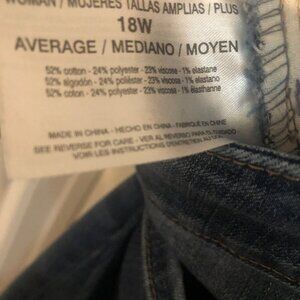 WOMAN / MUJERES TALLAS AMPLIAS / PLUS
18W
AVERAGE / MEDIANO / MOYEN
52% cotton - 24% polyester - 23% viscose - 1% elastane
52% algodón - 24% poliéster - 23% viscosa - 1% elastano
52% coton - 24% polyester - 23% viscose - 1% élasthanne
MADE IN CHINA - HECHO EN CHINA - FABRIQUÉ EN CHINE
SEE REVERSE FOR CARE - VER AL REVERSO PARA EL CUIDADO
VOIR LES INSTRUCTIONS D'ENTRETIEN AU DOS